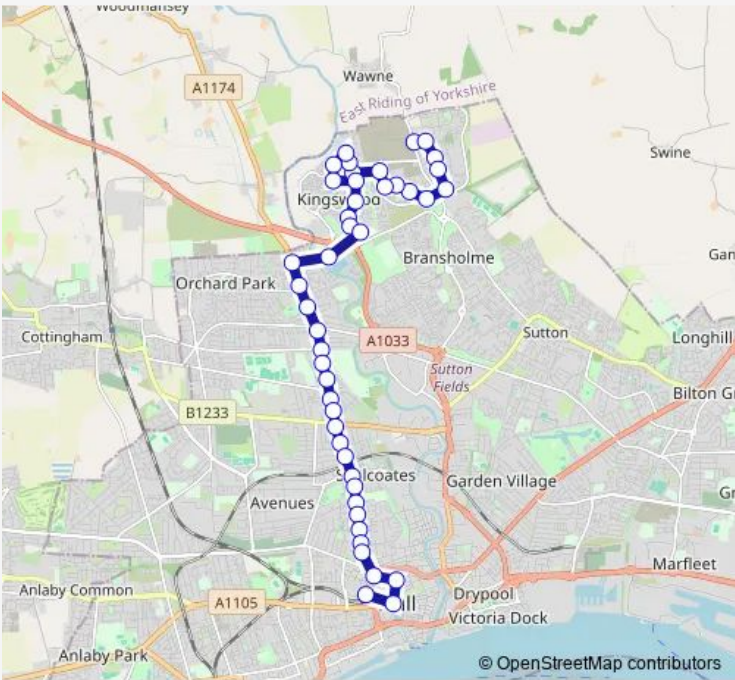 Woodmansey
A1174
Wawne
East Riding of Yorkshire
Swine
Kingswood
Bransholme
Gan
Orchard Park
Cottingham
A1033
Sutton
Longhill
Sutton
Fields
Bilton Gr
B1233
Sculcoates
Garden Village
Avenues
Gr
Marfleet
Anlaby Common
A1105
ull
Drypool
Victoria Dock
Anlaby Park
© OpenStreetMap contributors